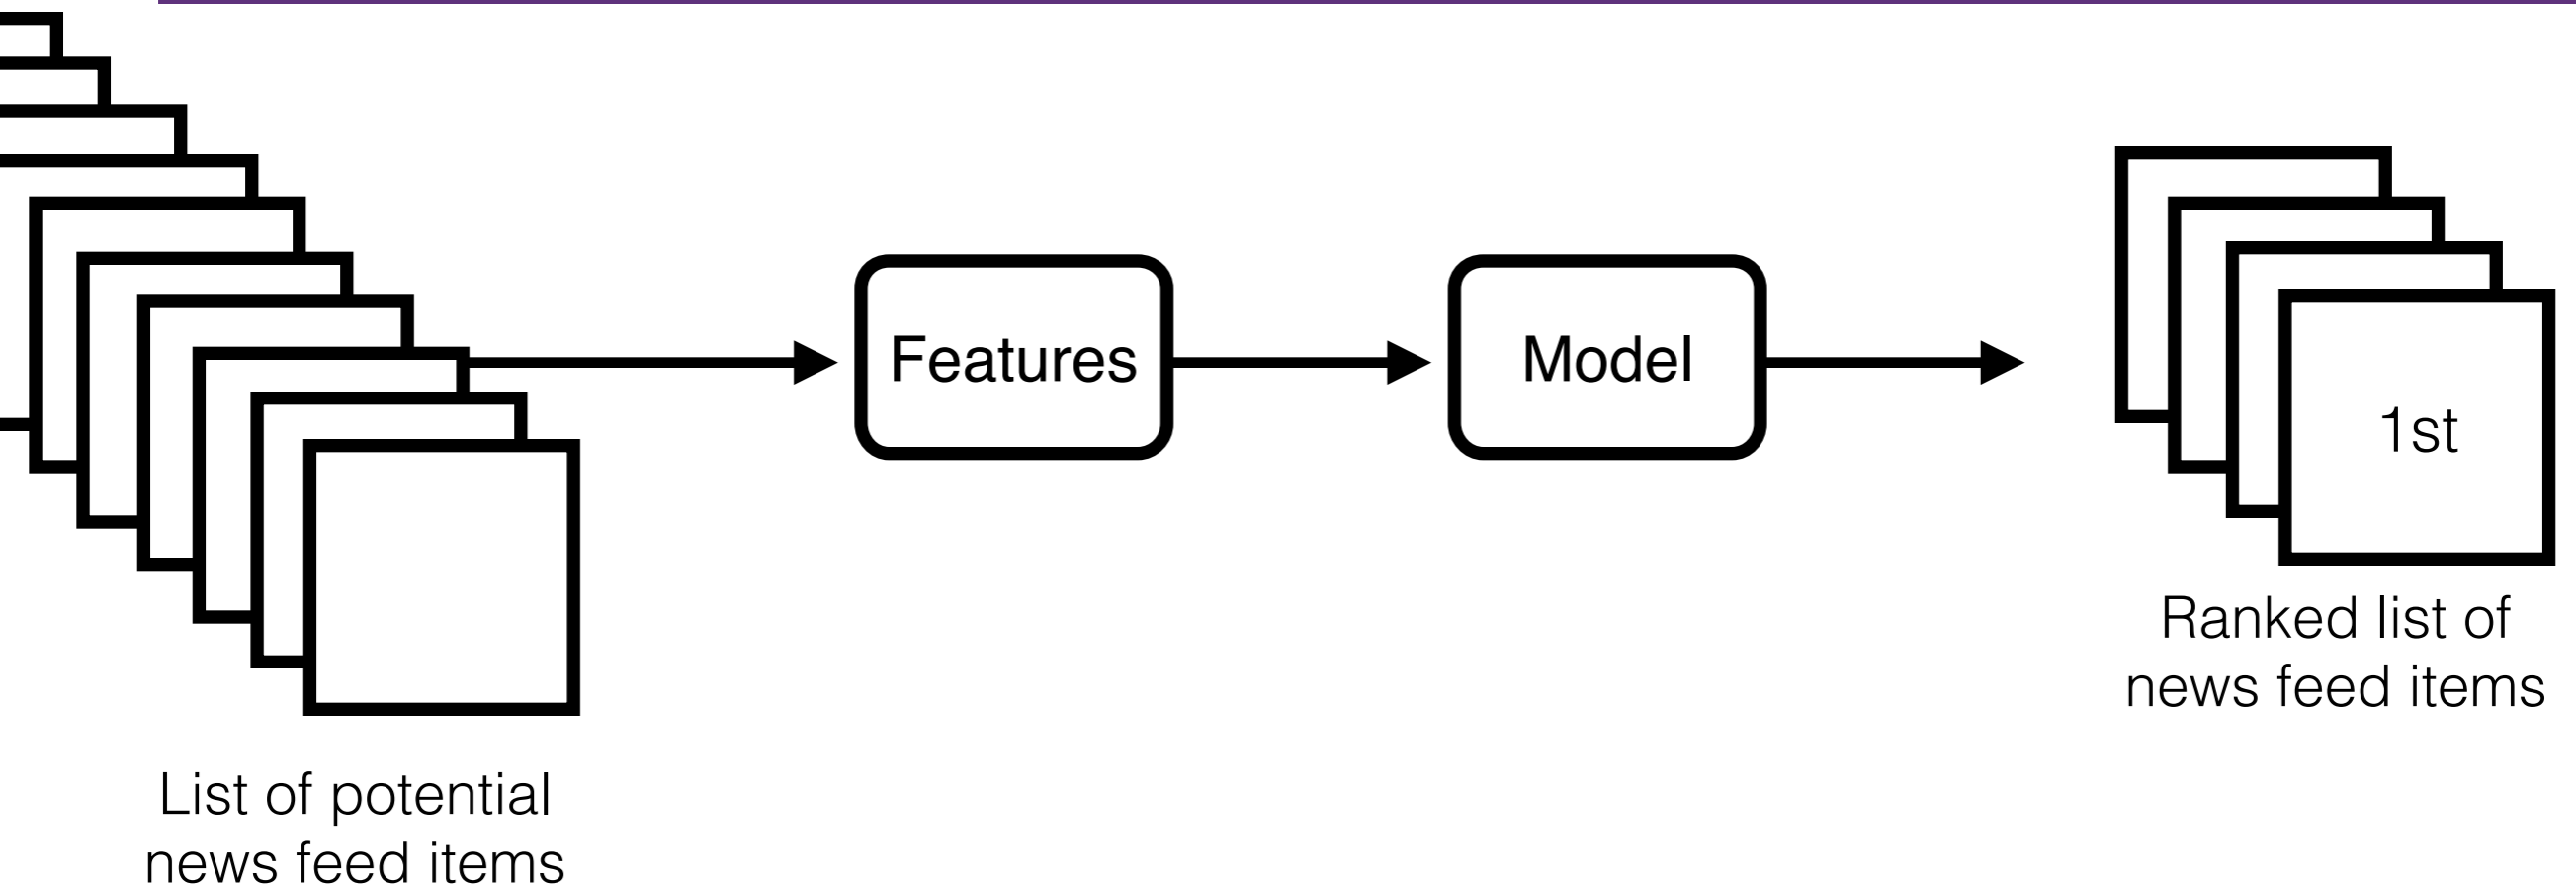 Features
Model
1st
Ranked list of
news feed items
List of potential
news feed items